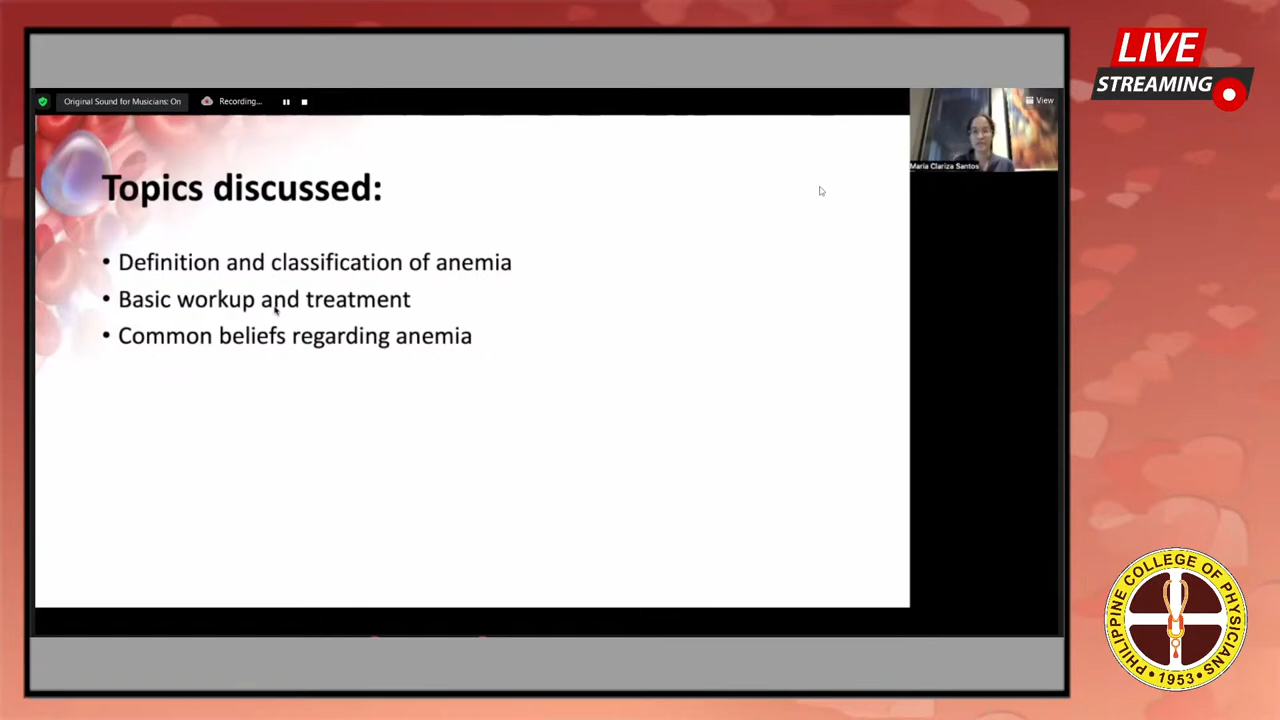 LIVE
STREAMING
Original Sound for Musicians: On
Recording...
View
Maria Clariza Santos
Topics discussed:
• Definition and classification of anemia
• Basic workup and treatment
• Common beliefs regarding anemia
PHILIPPINE COLLEGE OF PHYSICIANS
• 1953 •